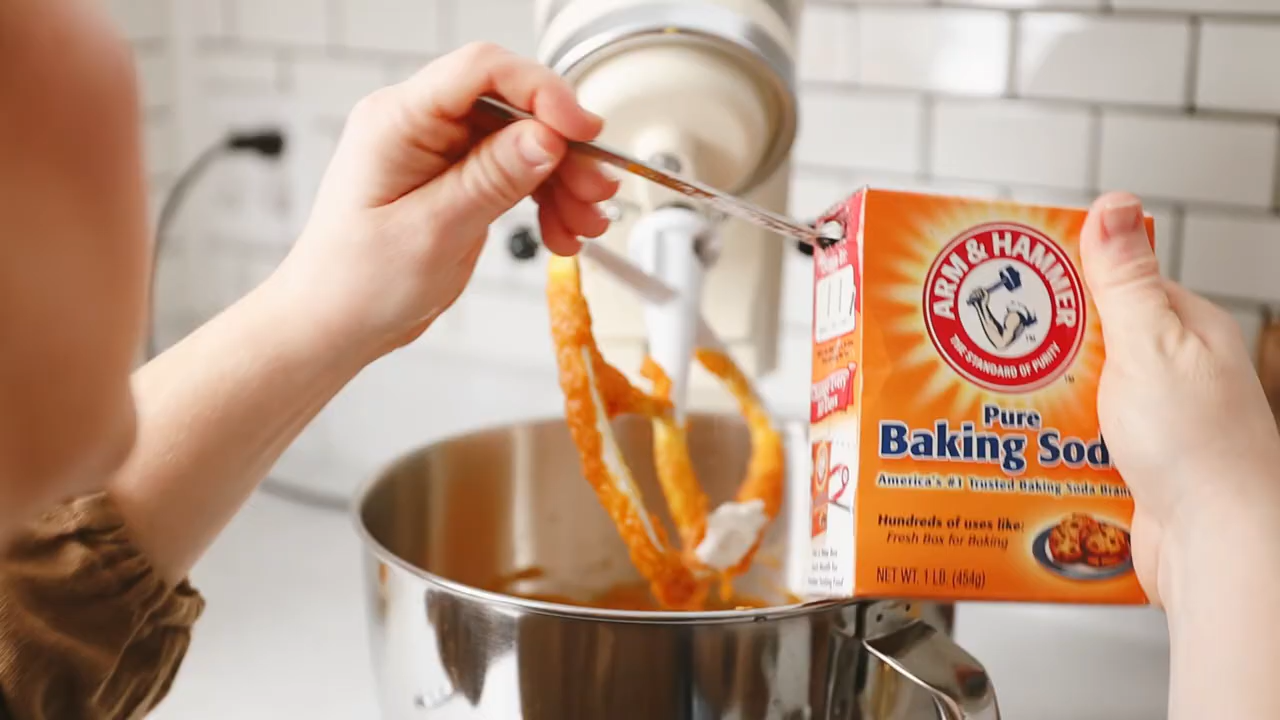 ARM & HAMMER
THE STANDARD OF PURITY
TM
Pure
Baking Sod
America's #1 Trusted Baking Soda Bran
Hundreds of uses like:
Fresh Box for Baking
NET WT. 1 LB. (454g)